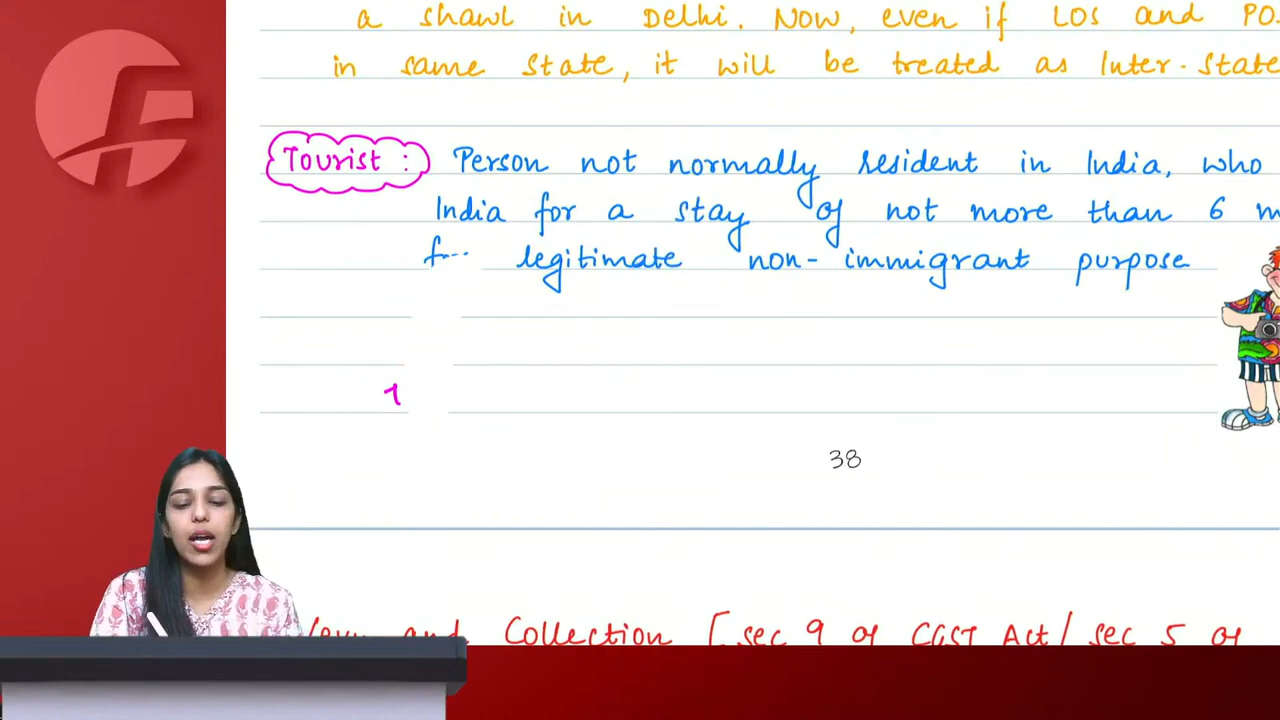 a shawl in Delhi. Now, even if LOS and PO
in same state, it will be treated as Inter-State
Tourist : Person not normally resident in India, who
India for a stay of not more than 6 m
legitimate non-immigrant purpose
38
and Collection [sec 9 of CGST Act/ sec 5 of